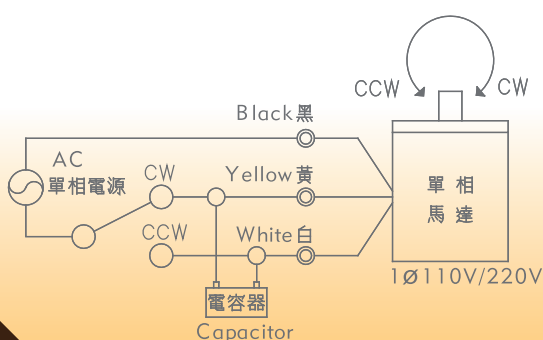 CCW
CW
Black黑
AC
單相電源
CW
Yellow黃
單相
馬達
CCW
White白
1ø110V/220V
電容器
Capacitor